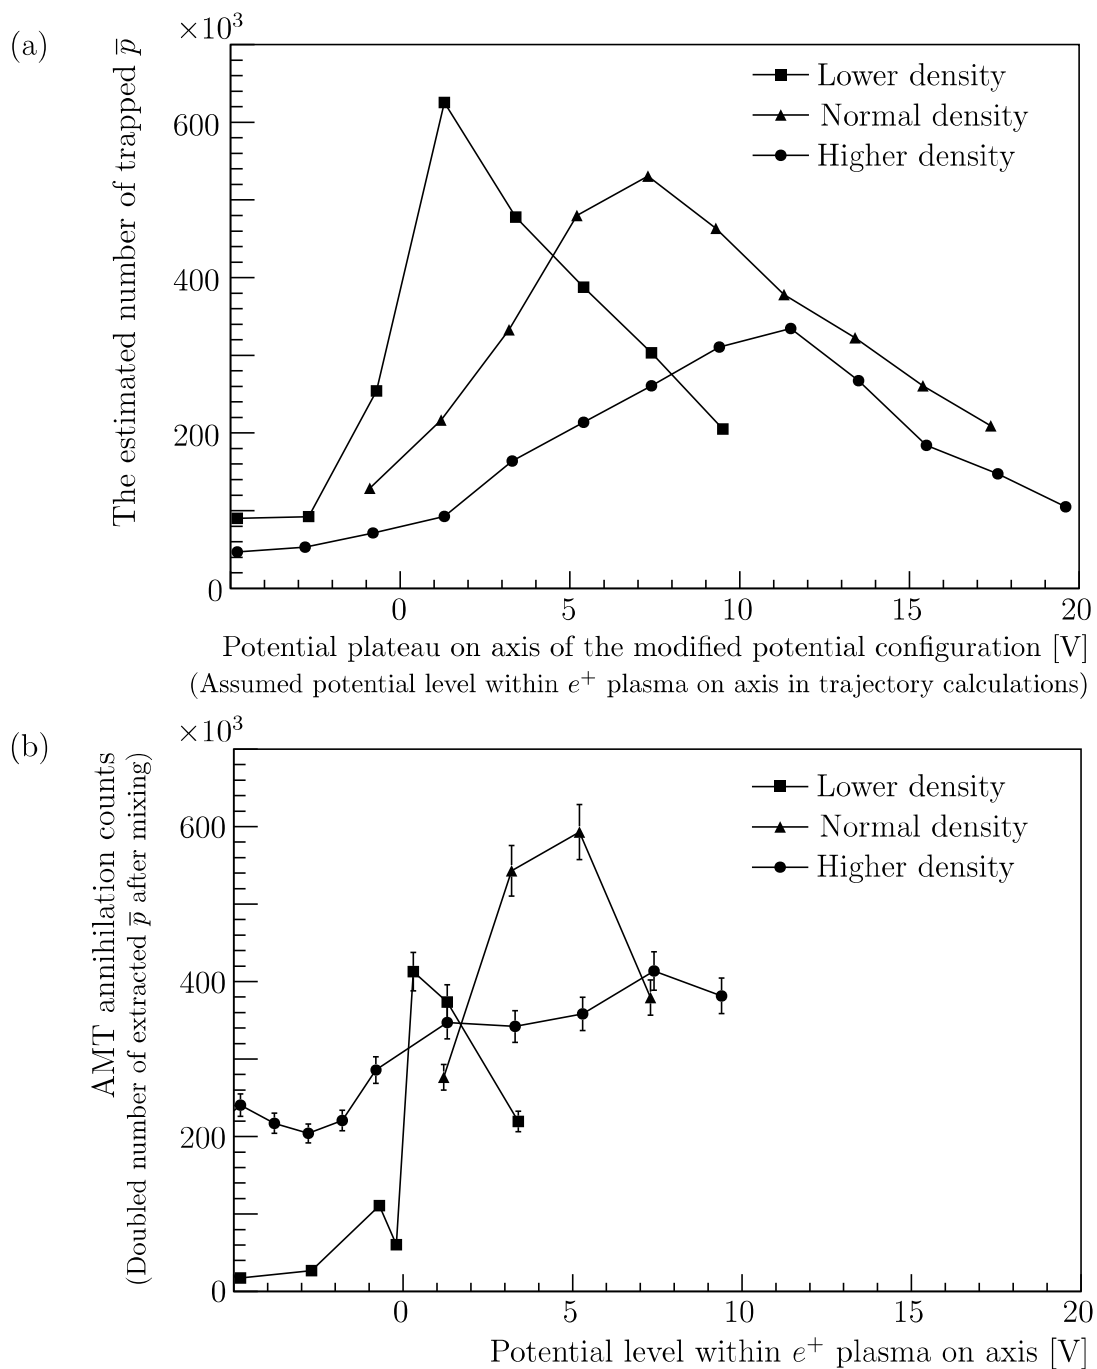 (a)
×10³
The estimated number of trapped p̅
600
400
200
0
Lower density
Normal density
Higher density
0 5 10 15 20
Potential plateau on axis of the modified potential configuration [V]
(Assumed potential level within e⁺ plasma on axis in trajectory calculations)
(b)
×10³
AMT annihilation counts
(Doubled number of extracted p̅ after mixing)
600
400
200
0
Lower density
Normal density
Higher density
0 5 10 15 20
Potential level within e⁺ plasma on axis [V]